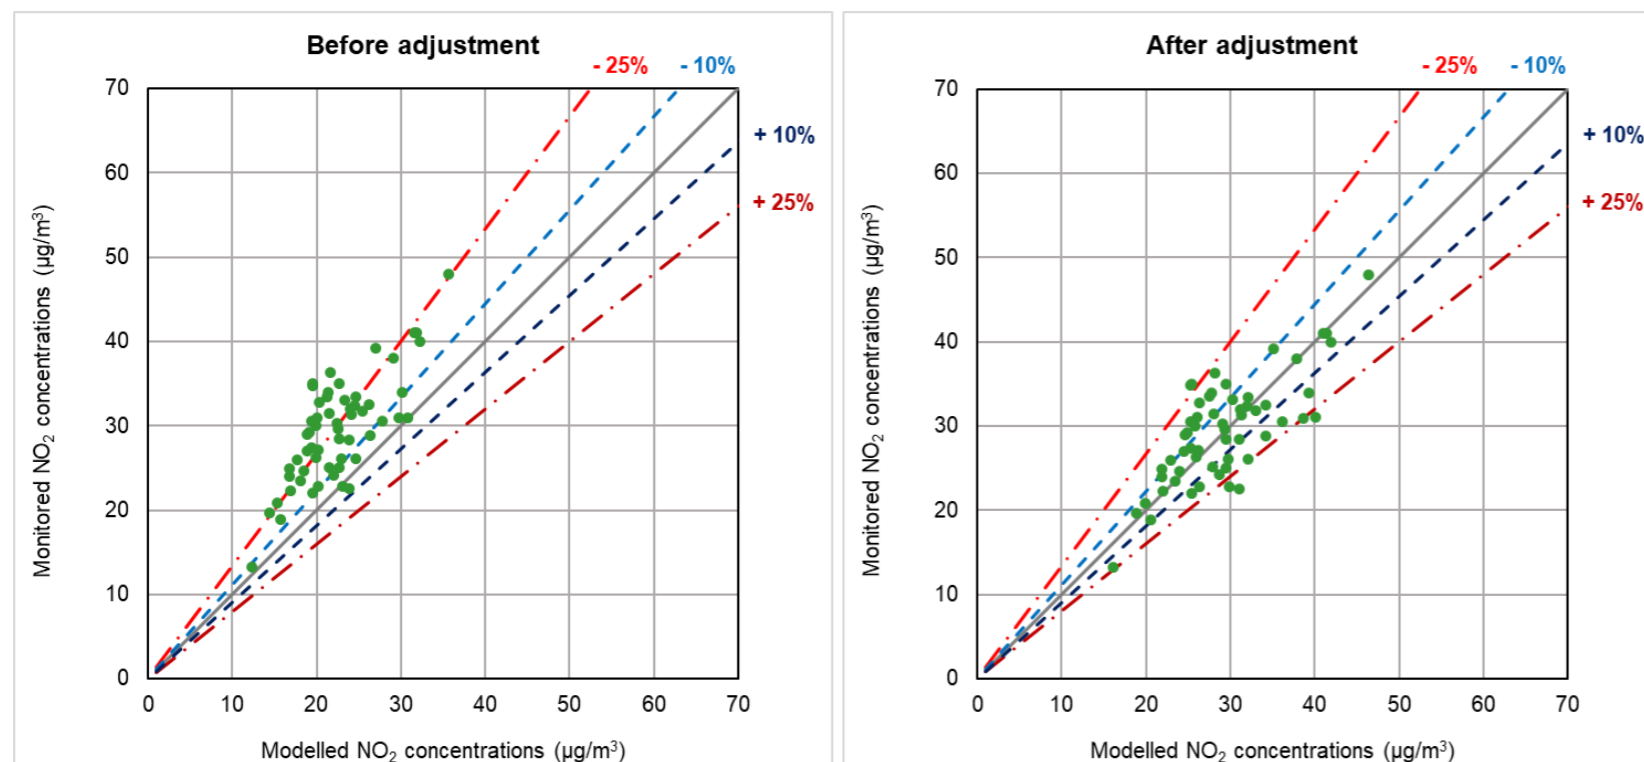 Before adjustment
- 25% - 10%
70
+ 10%
60
+ 25%
50
40
30
20
10
0
0 10 20 30 40 50 60 70
Monitored NO₂ concentrations (µg/m³)
Modelled NO₂ concentrations (µg/m³)
After adjustment
- 25% - 10%
70
+ 10%
60
+ 25%
50
40
30
20
10
0
0 10 20 30 40 50 60 70
Monitored NO₂ concentrations (µg/m³)
Modelled NO₂ concentrations (µg/m³)